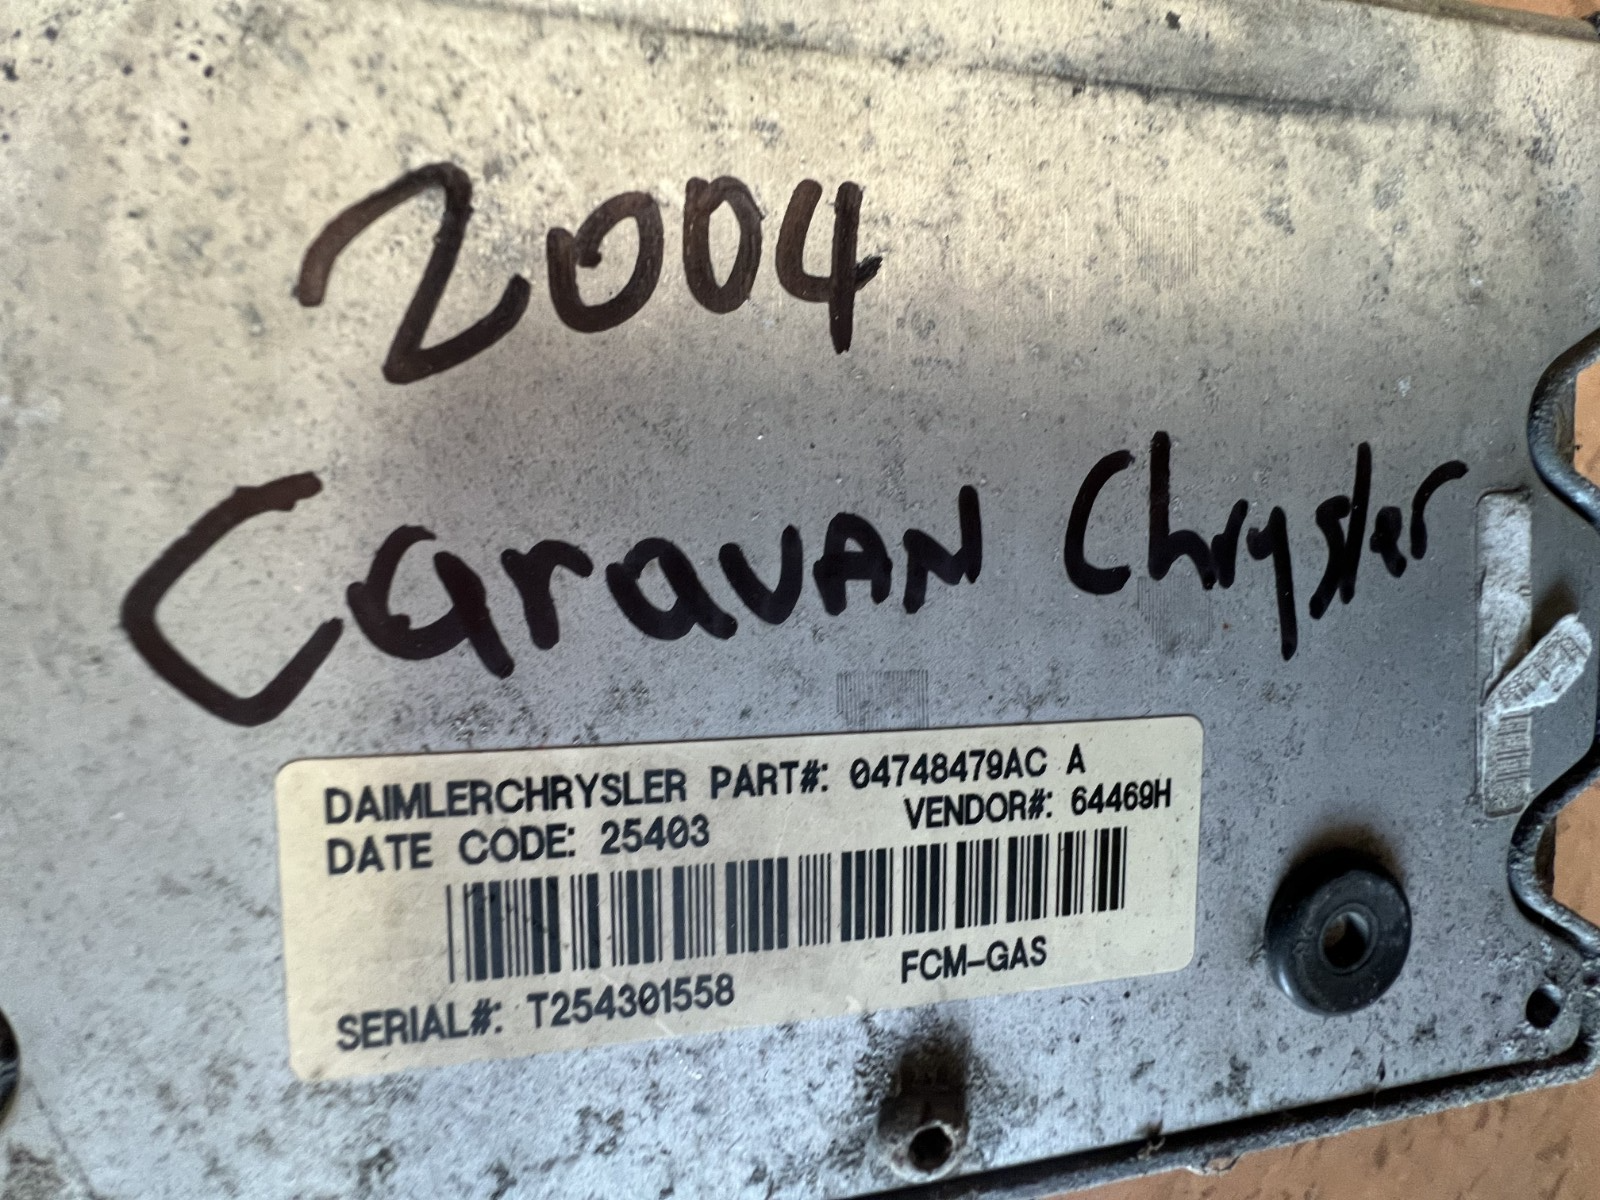 2004
Caravan Chrysler
DAIMLERCHRYSLER PART#: 04748479AC A
DATE CODE: 25403 VENDOR#: 64469H
SERIAL#: T254301558 FCM-GAS